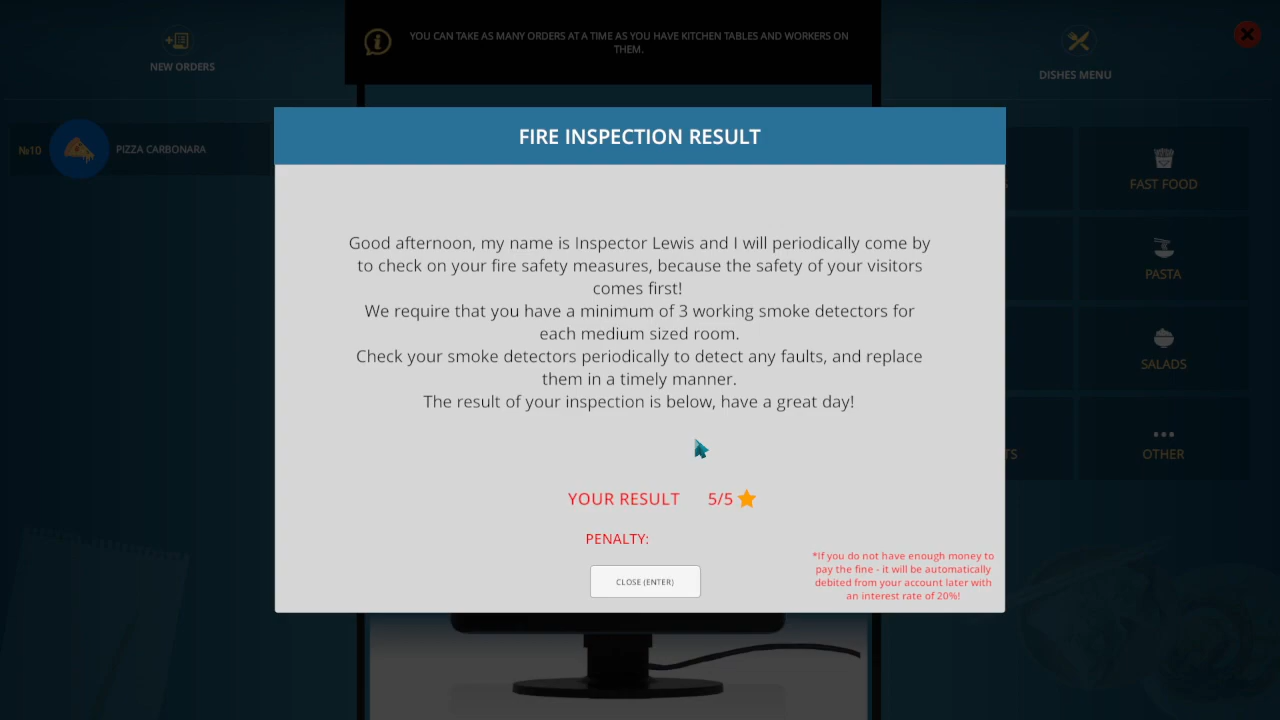 NEW ORDERS
YOU CAN TAKE AS MANY ORDERS AT A TIME AS YOU HAVE KITCHEN TABLES AND WORKERS ON
THEM.
DISHES MENU
№10
PIZZA CARBONARA
FIRE INSPECTION RESULT
Good afternoon, my name is Inspector Lewis and I will periodically come by
to check on your fire safety measures, because the safety of your visitors
comes first!
We require that you have a minimum of 3 working smoke detectors for
each medium sized room.
Check your smoke detectors periodically to detect any faults, and replace
them in a timely manner.
The result of your inspection is below, have a great day!
YOUR RESULT 5/5
PENALTY:
CLOSE (ENTER)
*If you do not have enough money to
pay the fine - it will be automatically
debited from your account later with
an interest rate of 20%!
FAST FOOD
PASTA
SALADS
OTHER